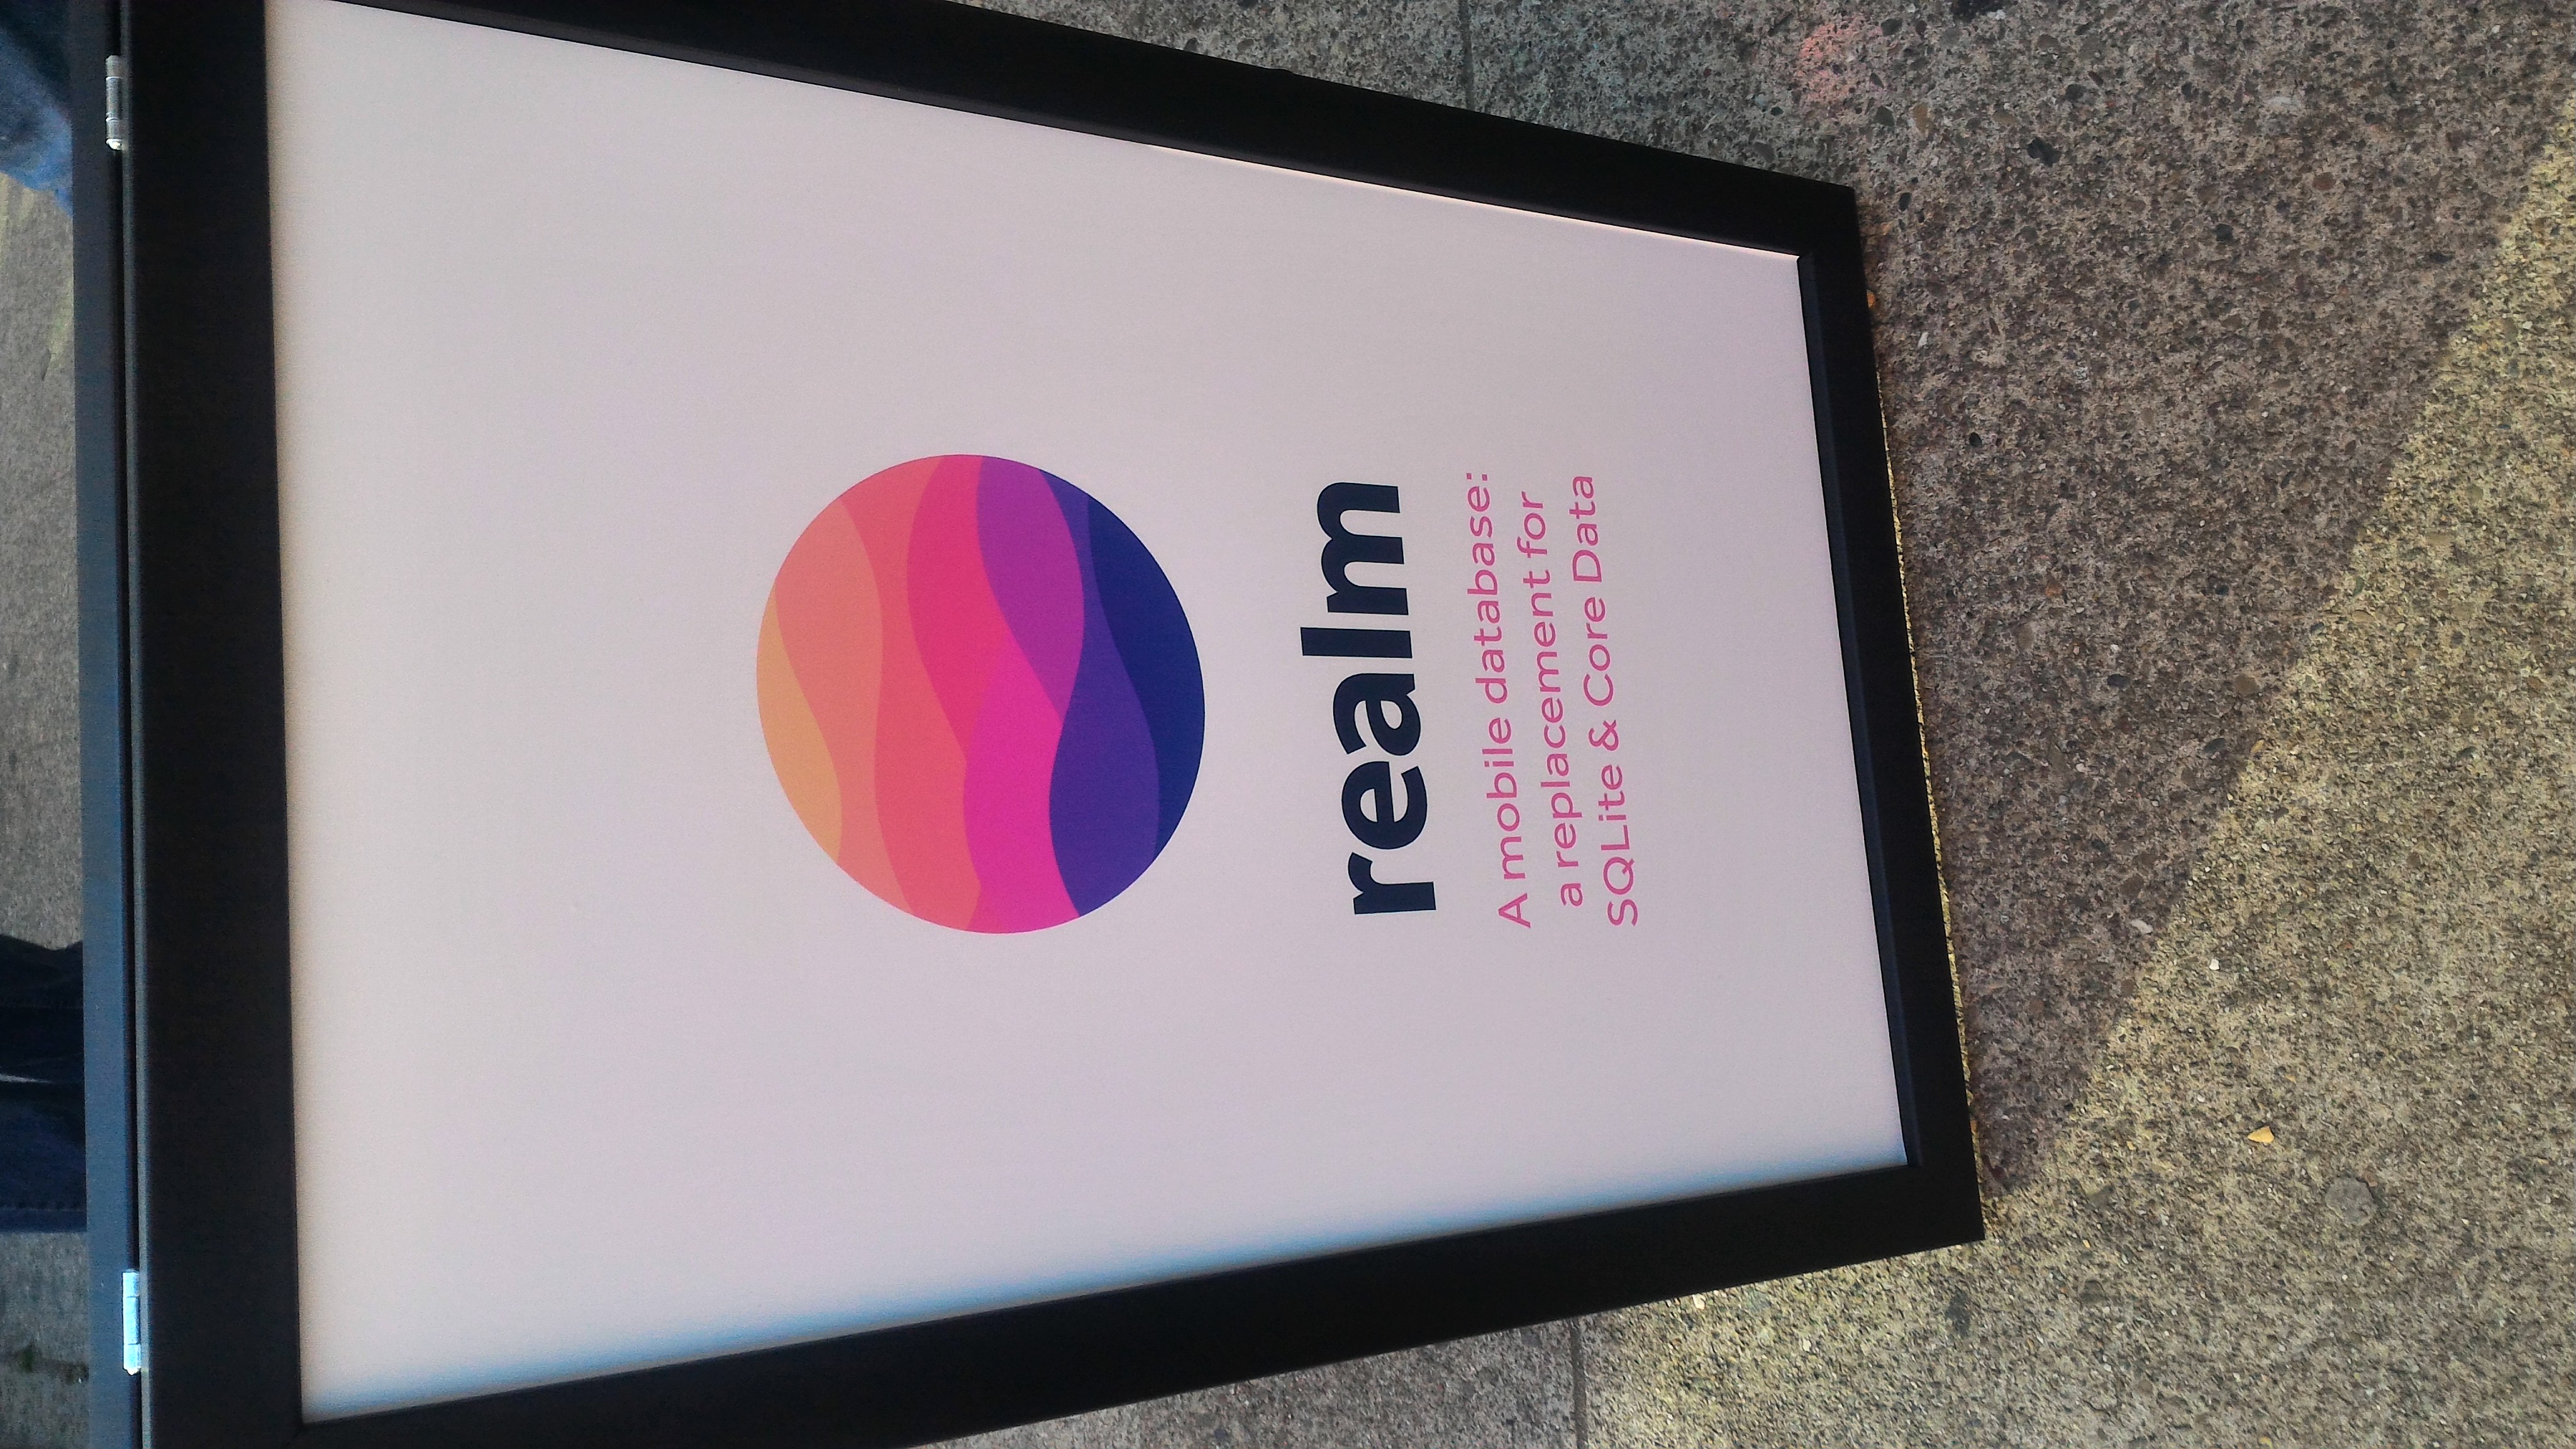 realm
A mobile database:
a replacement for
SQLite & Core Data